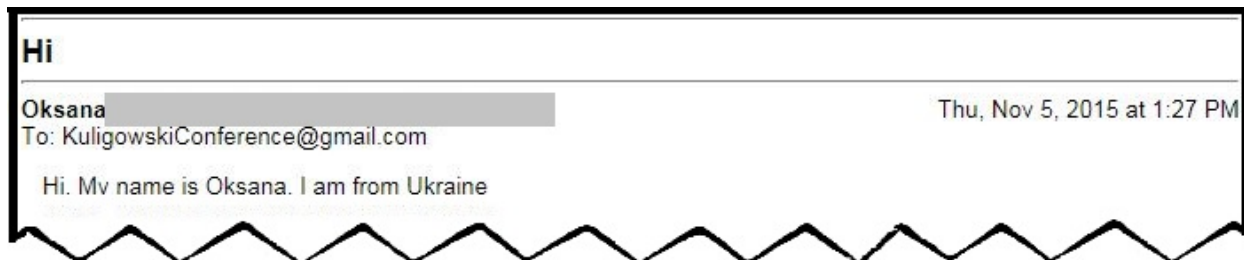 Hi
Oksana
Thu, Nov 5, 2015 at 1:27 PM
To: KuligowskiConference@gmail.com
Hi. My name is Oksana. I am from Ukraine